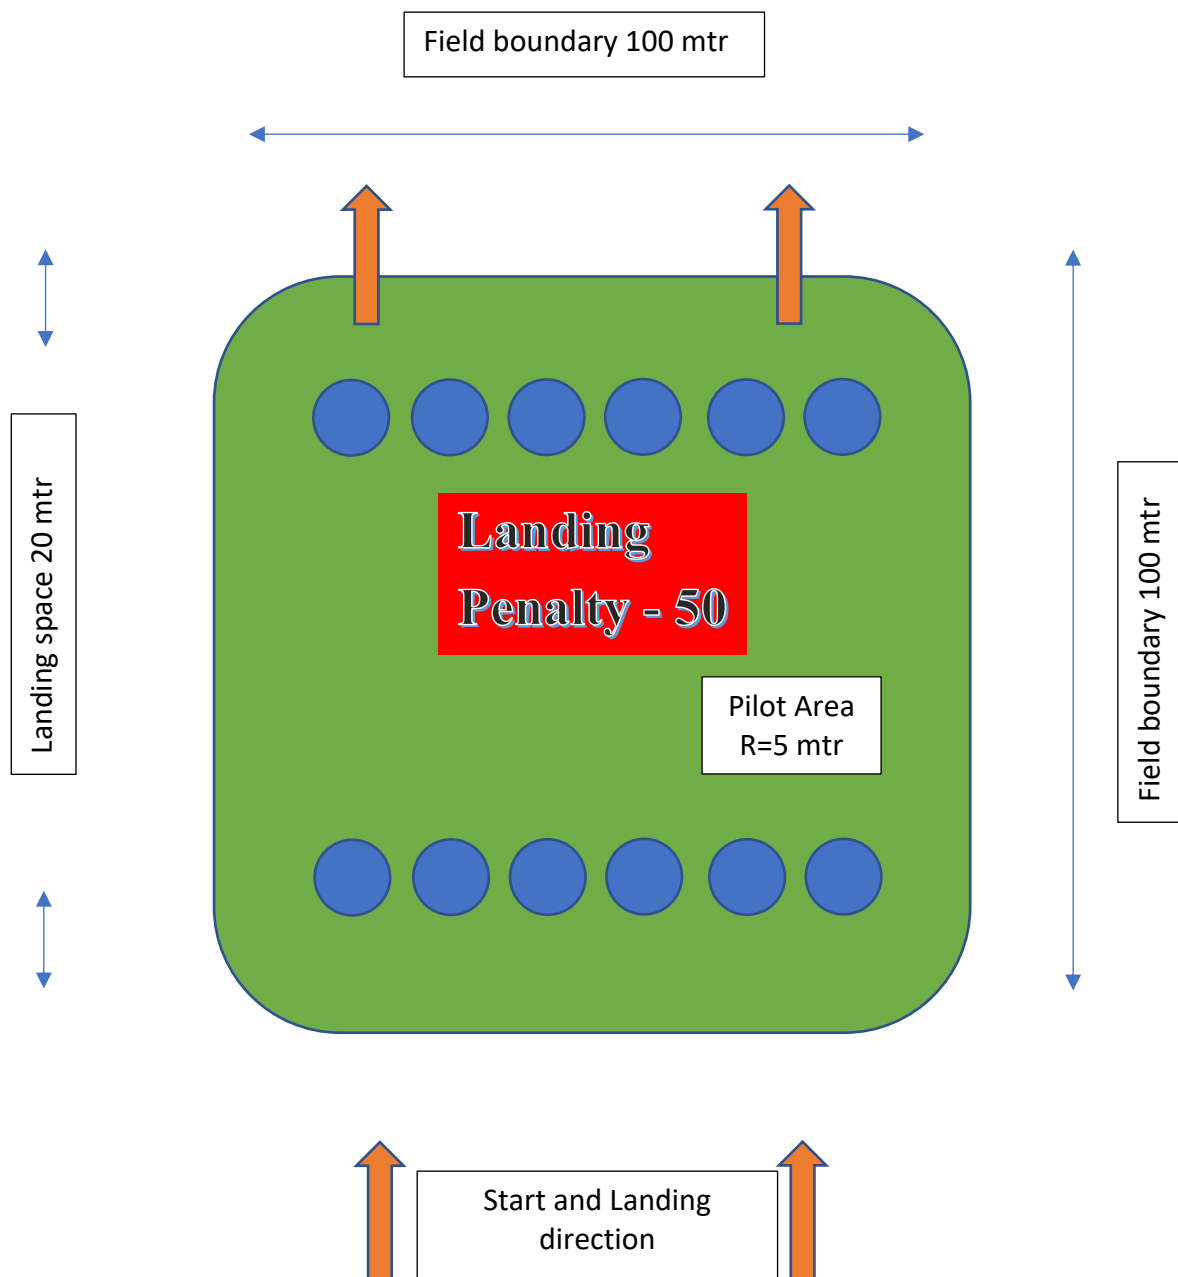 Field boundary 100 mtr
Landing space 20 mtr
Landing
Penalty - 50
Pilot Area
R=5 mtr
Field boundary 100 mtr
Start and Landing
direction